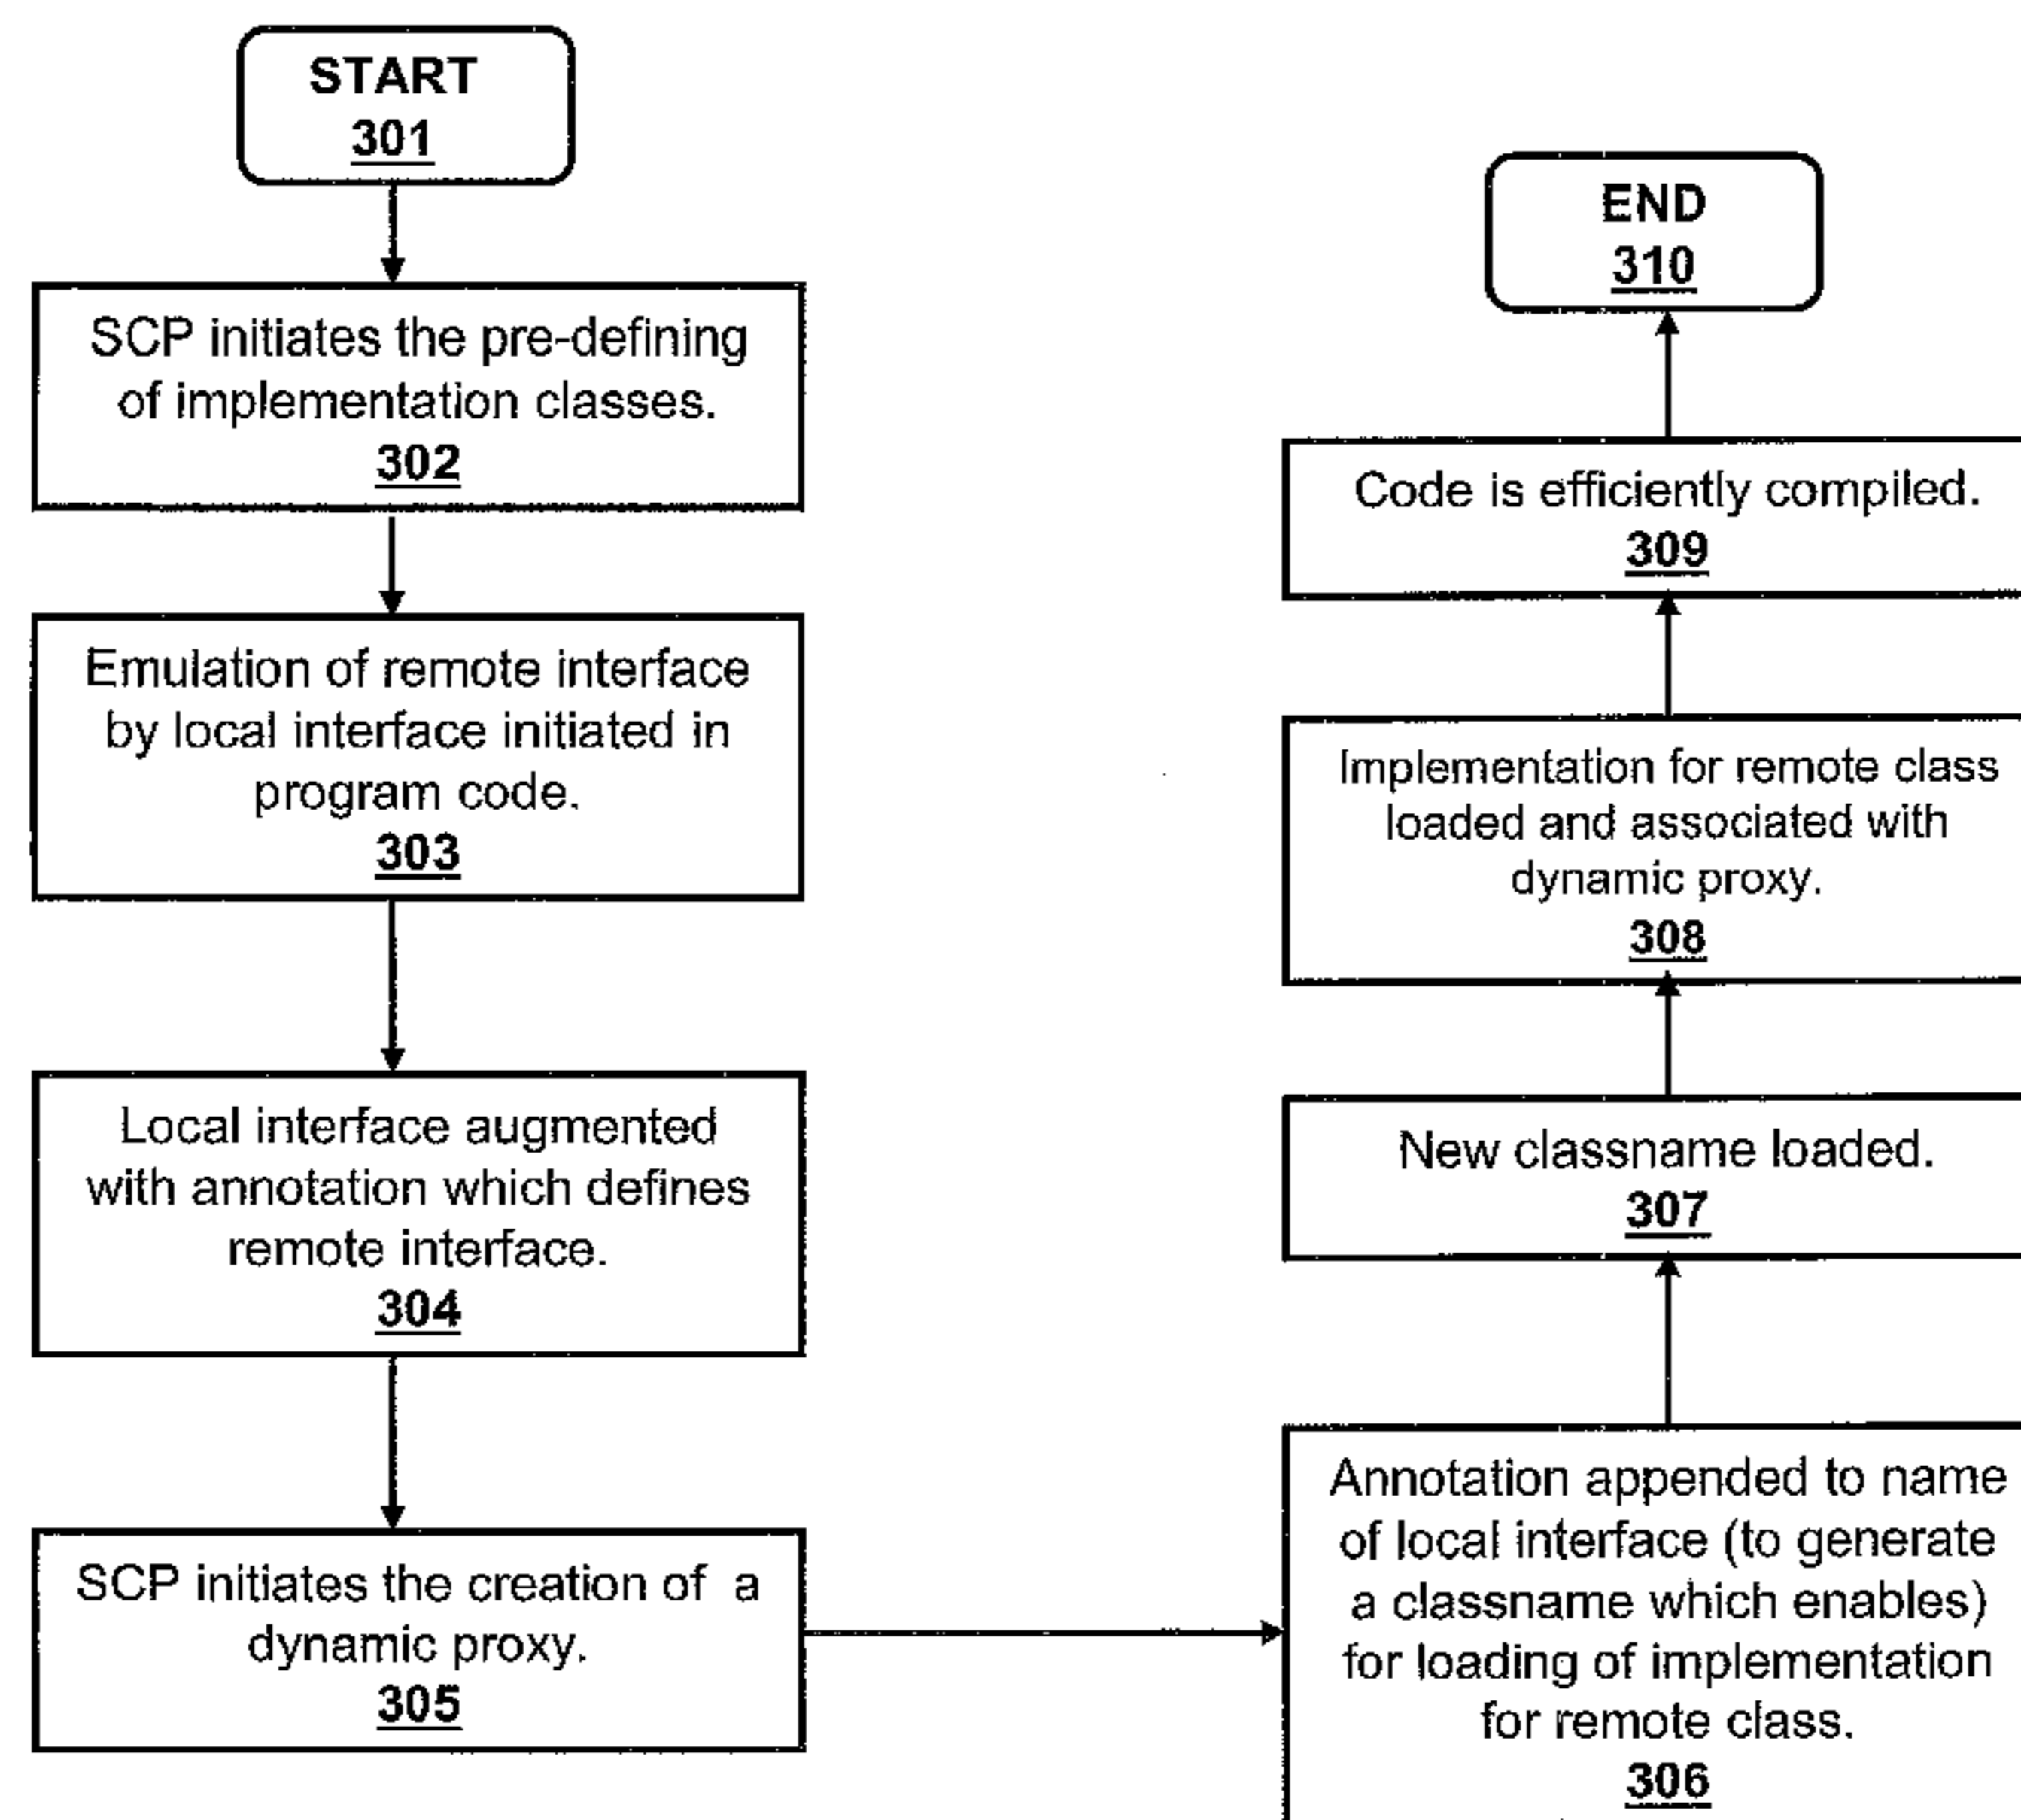 START
301
SCP initiates the pre-defining
of implementation classes.
302
Emulation of remote interface
by local interface initiated in
program code.
303
Local interface augmented
with annotation which defines
remote interface.
304
SCP initiates the creation of a
dynamic proxy.
305
Annotation appended to name
of local interface (to generate
a classname which enables)
for loading of implementation
for remote class.
306
New classname loaded.
307
Implementation for remote class
loaded and associated with
dynamic proxy.
308
Code is efficiently compiled.
309
END
310